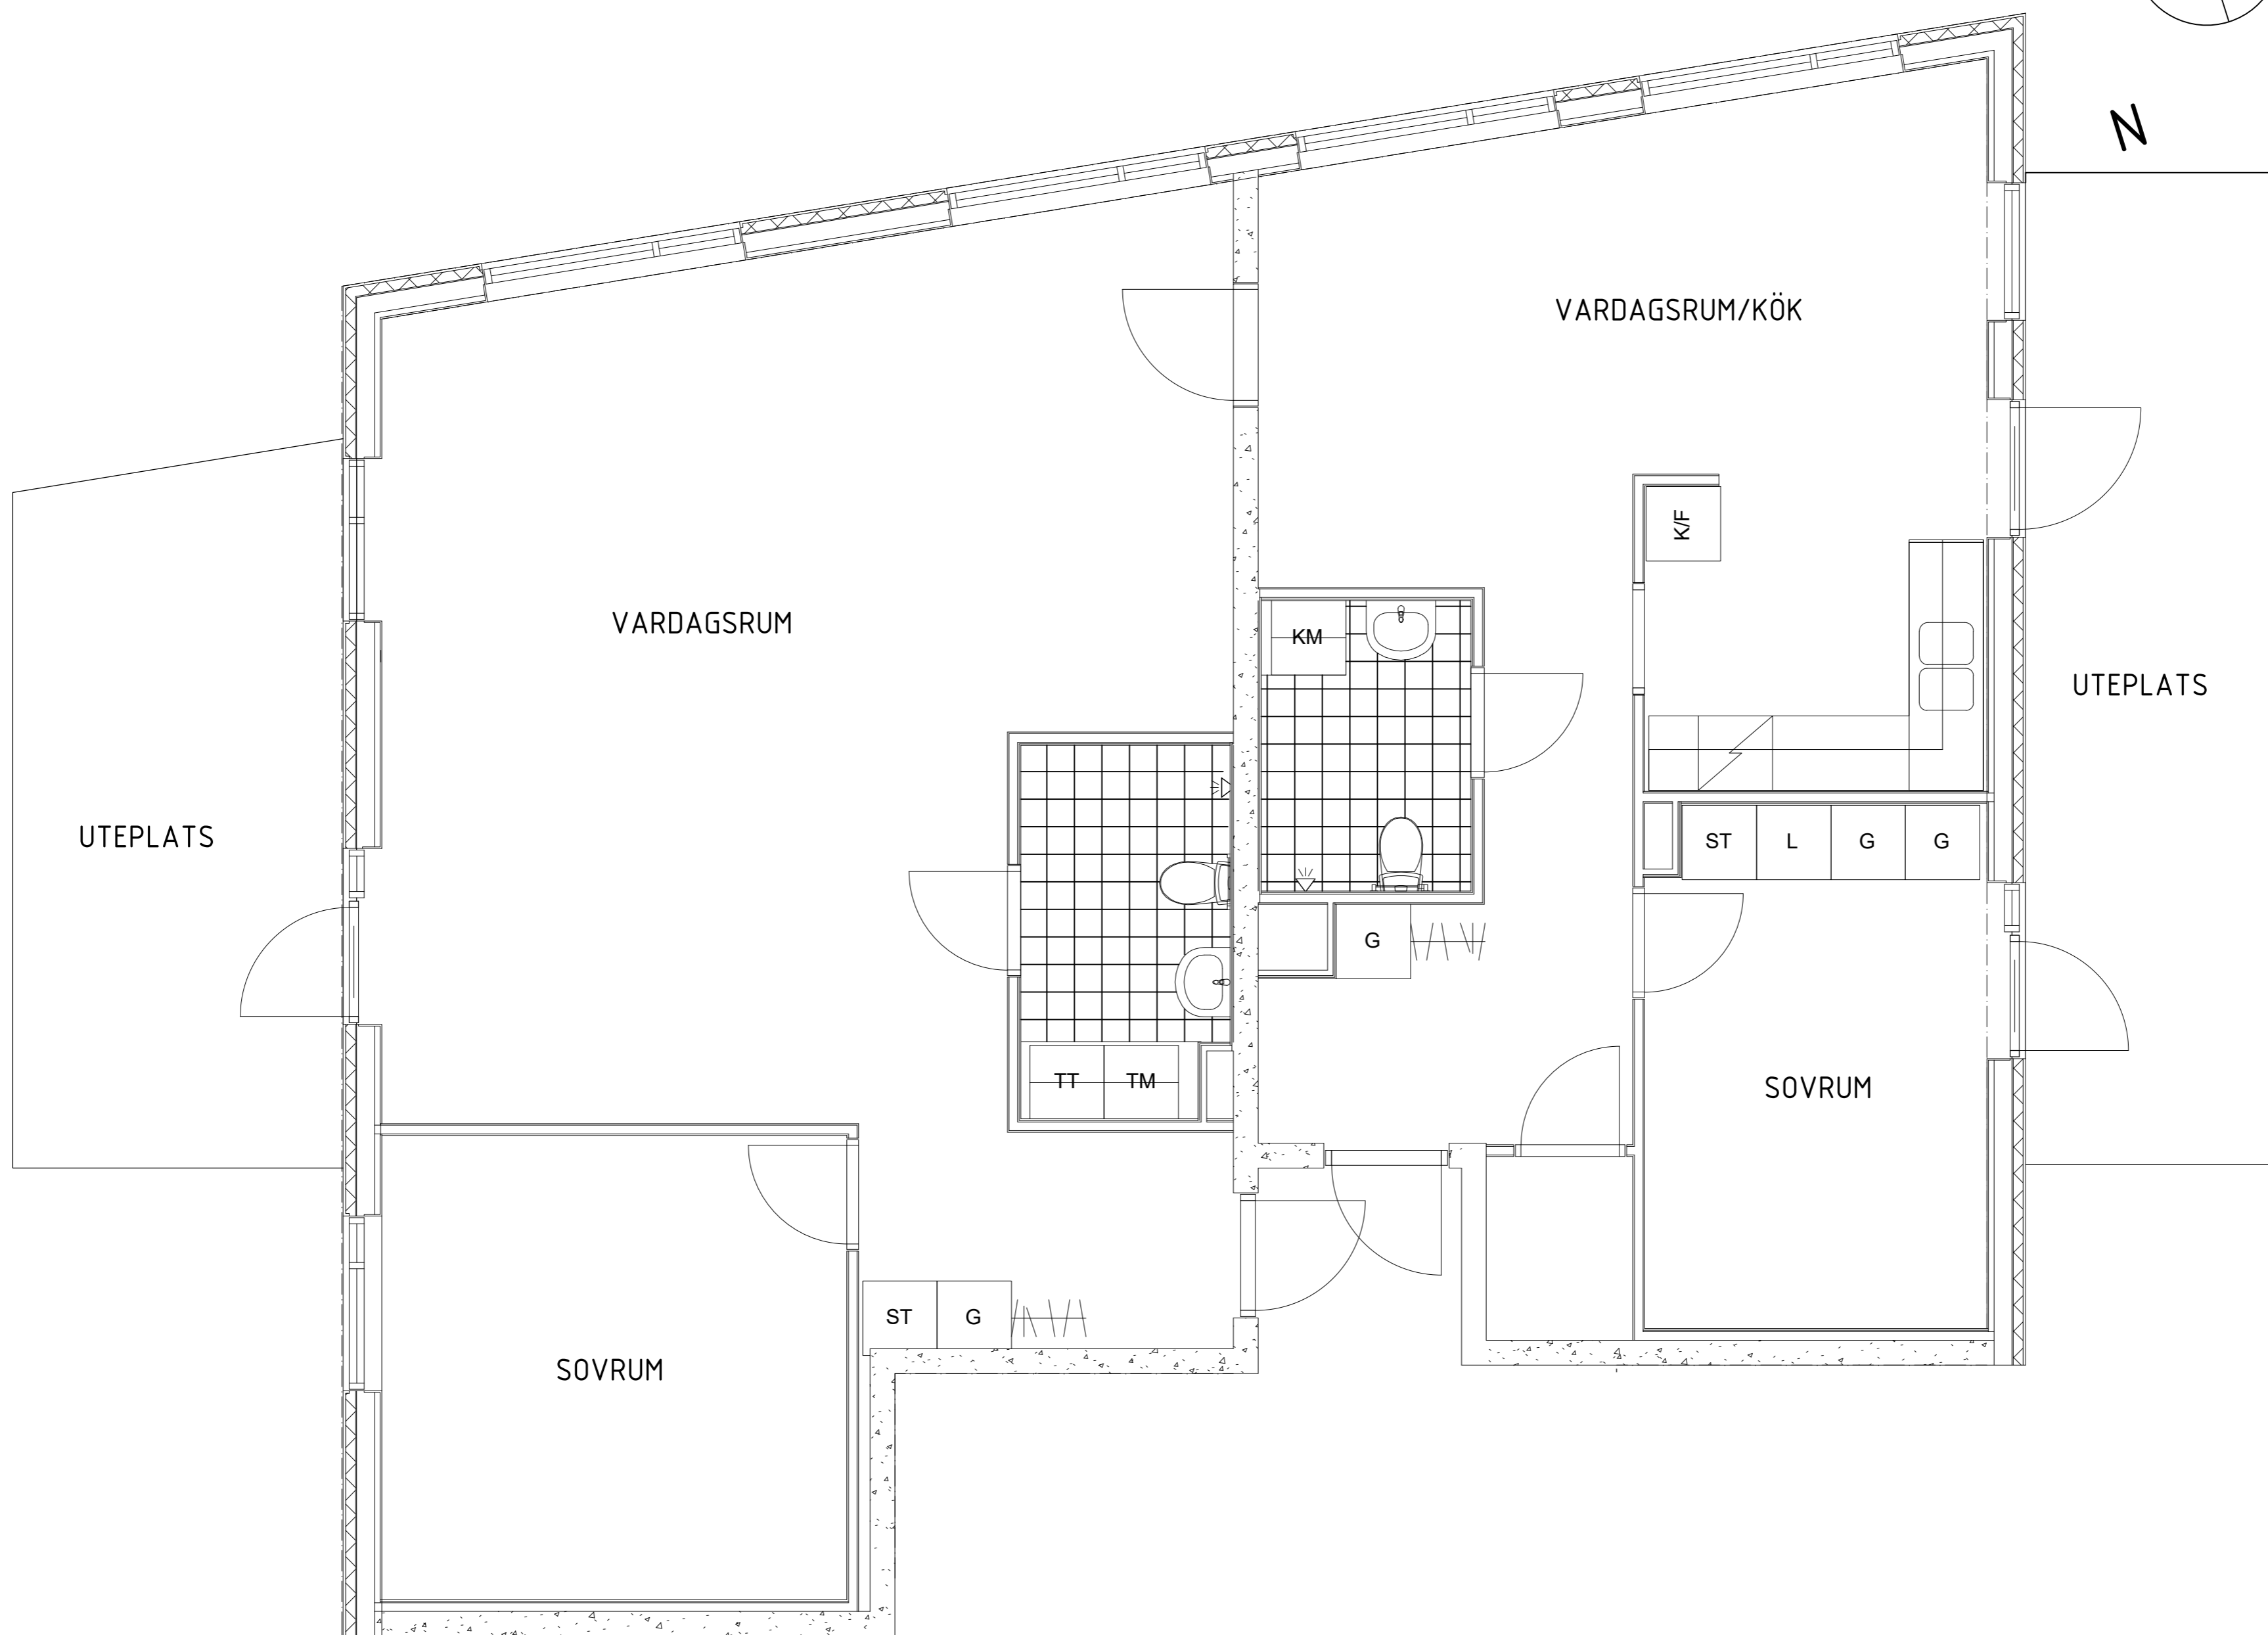 N
VARDAGSRUM/KÖK
K/F
VARDAGSRUM
KM
UTEPLATS
UTEPLATS
ST L G G
G
TT TM
SOVRUM
ST G
SOVRUM